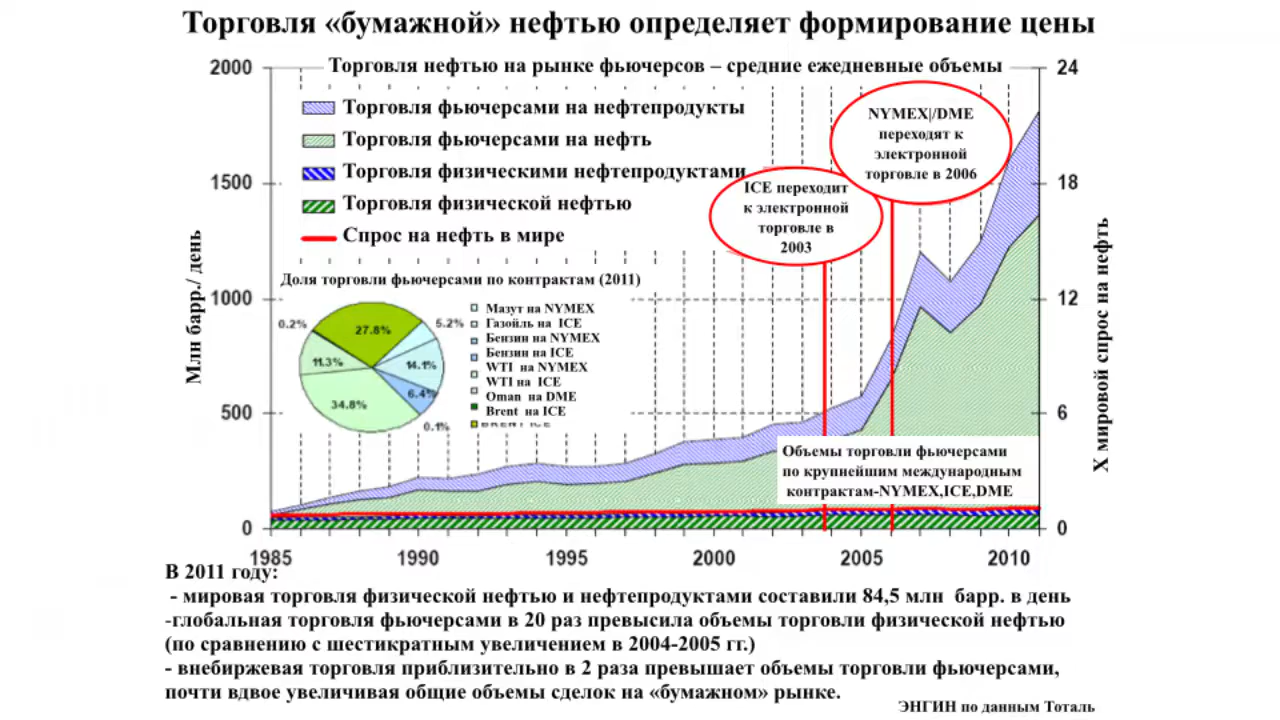 Торговля «бумажной» нефтью определяет формирование цены
Торговля нефтью на рынке фьючерсов – средние ежедневные объемы
Торговля фьючерсами на нефтепродукты
Торговля фьючерсами на нефть
Торговля физическими нефтепродуктами
Торговля физической нефтью
Спрос на нефть в мире
NYMEX|/DME
переходят к
электронной
торговле в 2006
ICE переходит
к электронной
торговле в
2003
Млн барр./ день
2000
1500
1000
500
0
X мировой спрос на нефть
24
18
12
6
0
Доля торговли фьючерсами по контрактам (2011)
0.2%
27.8%
5.2%
11.3%
14.1%
34.8%
6.4%
0.1%
Мазут на NYMEX
Газойль на ICE
Бензин на NYMEX
Бензин на ICE
WTI на NYMEX
WTI на ICE
Oman на DME
Brent на ICE
Объемы торговли фьючерсами
по крупнейшим международным
контрактам-NYMEX,ICE,DME
1985 1990 1995 2000 2005 2010
В 2011 году:
- мировая торговля физической нефтью и нефтепродуктами составили 84,5 млн барр. в день
-глобальная торговля фьючерсами в 20 раз превысила объемы торговли физической нефтью
(по сравнению с шестикратным увеличением в 2004-2005 гг.)
- внебиржевая торговля приблизительно в 2 раза превышает объемы торговли фьючерсами,
почти вдвое увеличивая общие объемы сделок на «бумажном» рынке.
ЭНГИН по данным Тоталь